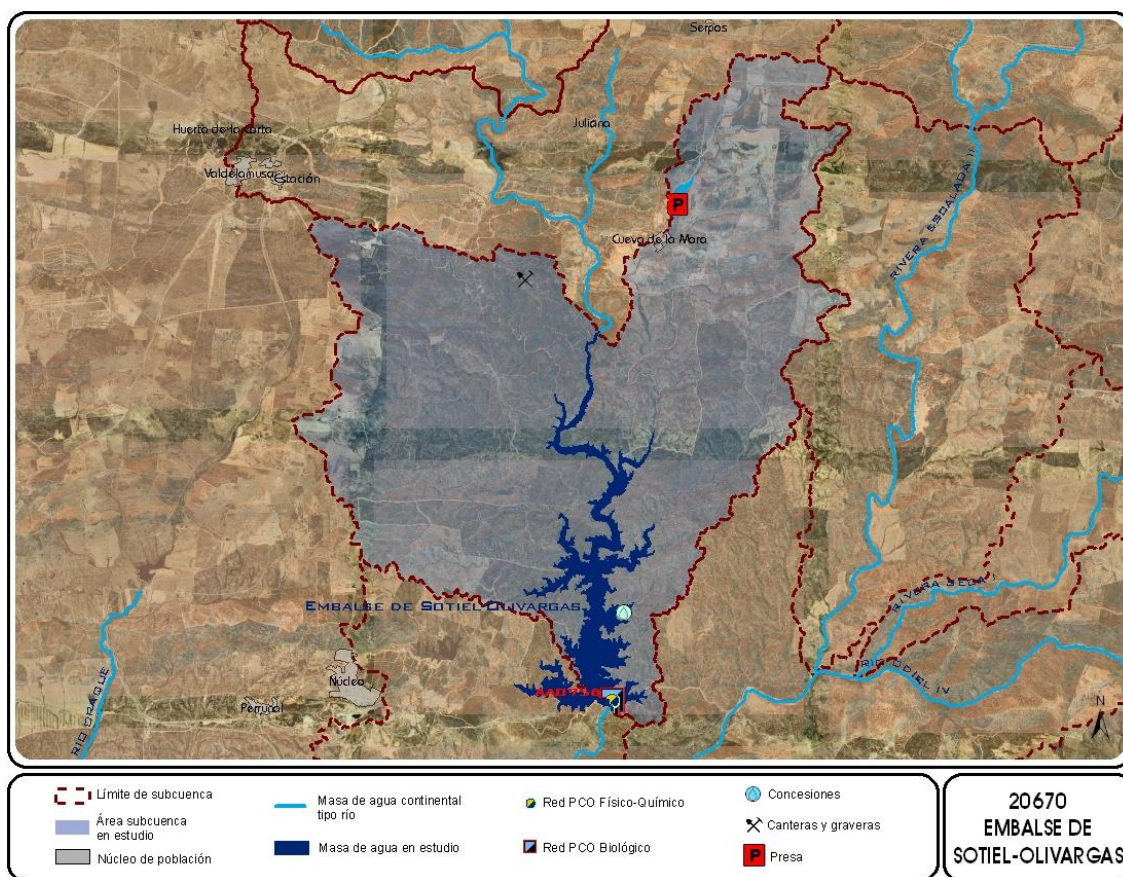 Serpos
Juliana
Huerta de la Corta
Valdelamusa
Estación
Cueva de la Mora
P
RIVERA ESCALADA II
EMBALSE DE SOTIEL-OLIVARGAS
RIVERA SECA I
RIO ODIEL IV
RIO ORAQUE
Núcleo
Perrunal
N
Límite de subcuenca
Área subcuenca
en estudio
Núcleo de población
Masa de agua continental
tipo río
Masa de agua en estudio
Red PCO Físico-Químico
Red PCO Biológico
Concesiones
Canteras y graveras
P
Presa
20670
EMBALSE DE
SOTIEL-OLIVARGAS